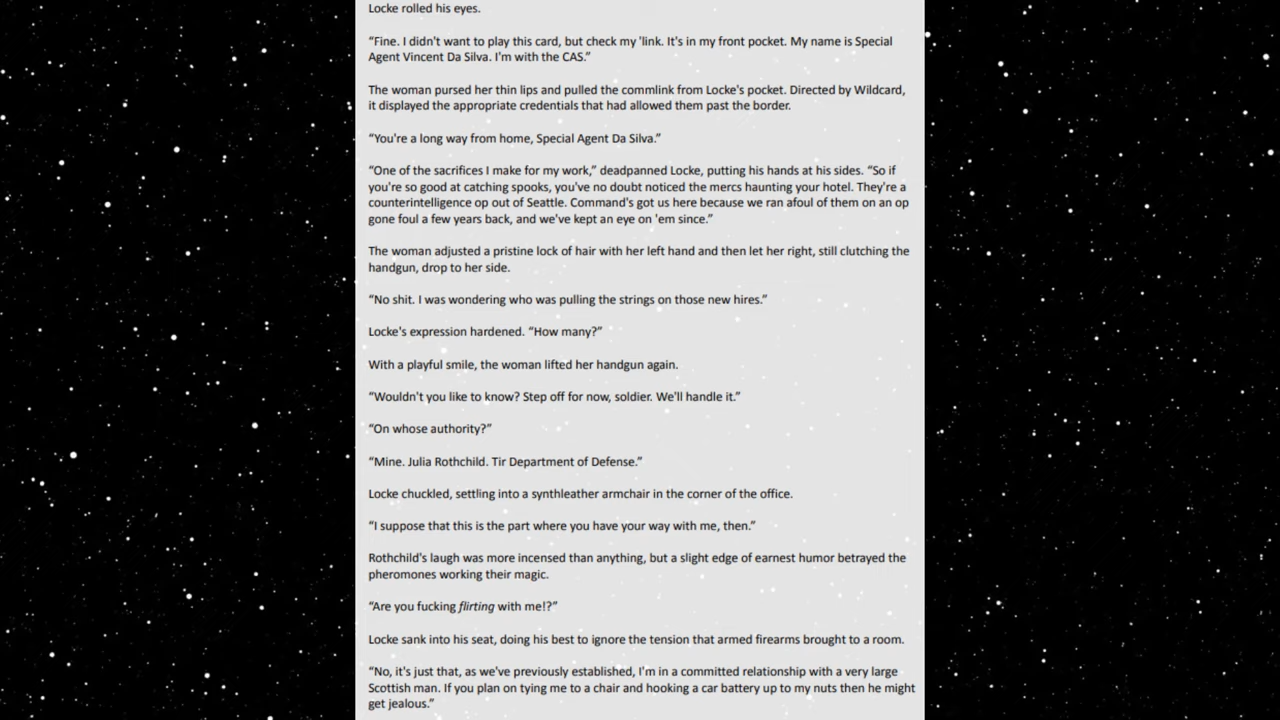 Locke rolled his eyes.
“Fine. I didn't want to play this card, but check my 'link. It's in my front pocket. My name is Special
Agent Vincent Da Silva. I'm with the CAS.”
The woman pursed her thin lips and pulled the commlink from Locke's pocket. Directed by Wildcard,
it displayed the appropriate credentials that had allowed them past the border.
“You're a long way from home, Special Agent Da Silva.”
“One of the sacrifices I make for my work,” deadpanned Locke, putting his hands at his sides. “So if
you're so good at catching spooks, you've no doubt noticed the mercs haunting your hotel. They're a
counterintelligence op out of Seattle. Command's got us here because we ran afoul of them on an op
gone foul a few years back, and we've kept an eye on 'em since.”
The woman adjusted a pristine lock of hair with her left hand and then let her right, still clutching the
handgun, drop to her side.
“No shit. I was wondering who was pulling the strings on those new hires.”
Locke's expression hardened. “How many?”
With a playful smile, the woman lifted her handgun again.
“Wouldn't you like to know? Step off for now, soldier. We'll handle it.”
“On whose authority?”
“Mine. Julia Rothchild. Tir Department of Defense.”
Locke chuckled, settling into a synthleather armchair in the corner of the office.
“I suppose that this is the part where you have your way with me, then.”
Rothchild's laugh was more incensed than anything, but a slight edge of earnest humor betrayed the
pheromones working their magic.
“Are you fucking flirting with me!?”
Locke sank into his seat, doing his best to ignore the tension that armed firearms brought to a room.
“No, it's just that, as we've previously established, I'm in a committed relationship with a very large
Scottish man. If you plan on tying me to a chair and hooking a car battery up to my nuts then he might
get jealous.”